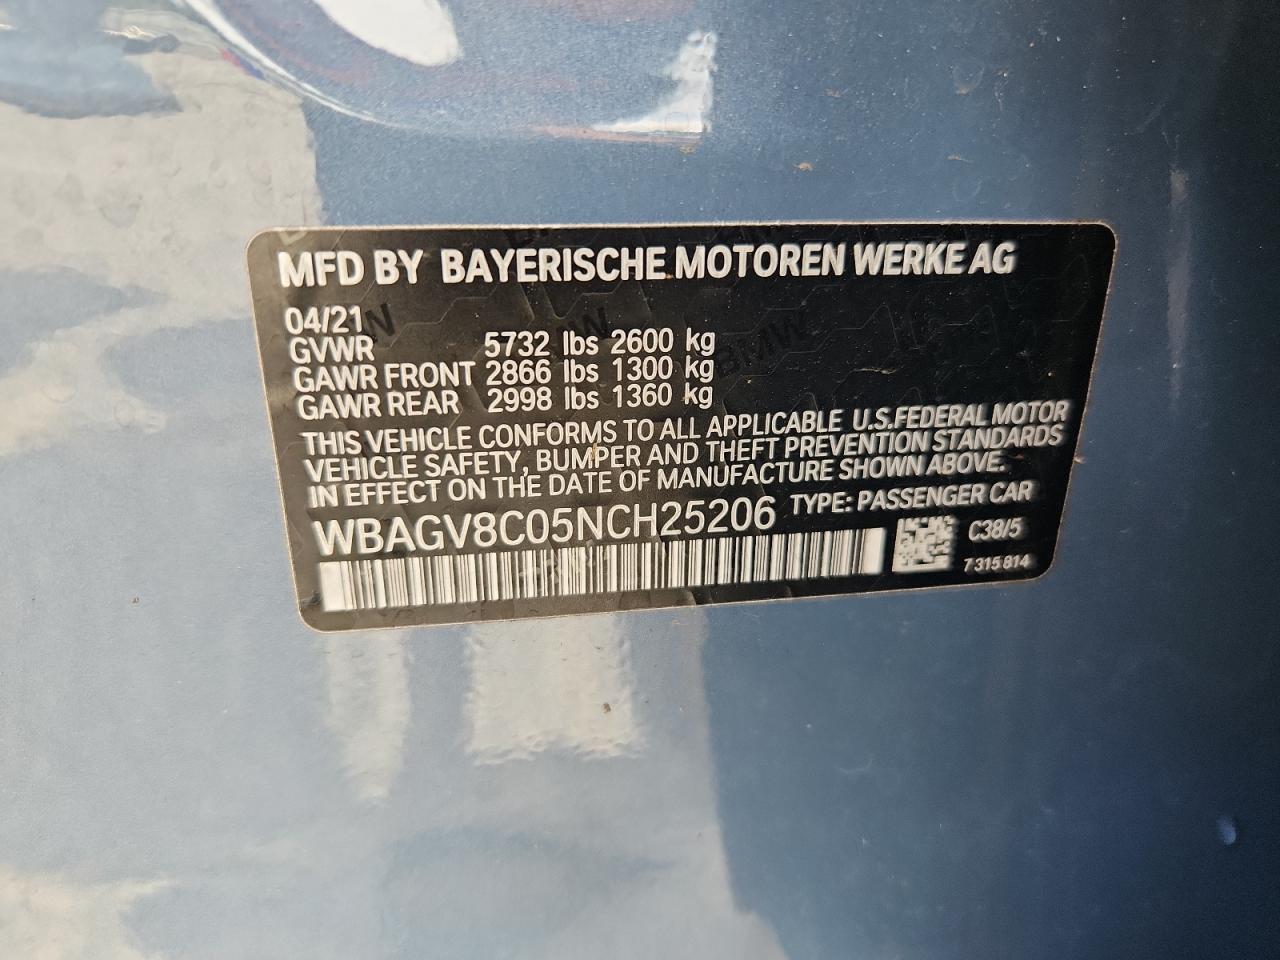 MFD BY BAYERISCHE MOTOREN WERKE AG
04/21
GVWR 5732 lbs 2600 kg
GAWR FRONT 2866 lbs 1300 kg
GAWR REAR 2998 lbs 1360 kg
THIS VEHICLE CONFORMS TO ALL APPLICABLE U.S.FEDERAL MOTOR
VEHICLE SAFETY, BUMPER AND THEFT PREVENTION STANDARDS
IN EFFECT ON THE DATE OF MANUFACTURE SHOWN ABOVE.
WBAGV8C05NCH25206 TYPE: PASSENGER CAR
C38/5
7 315 814